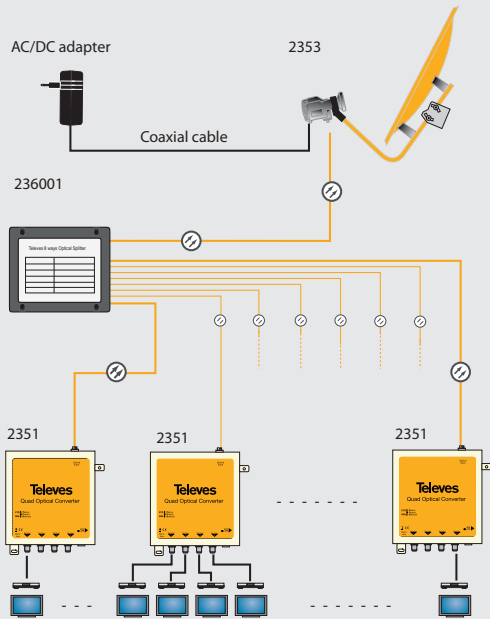 AC/DC adapter
2353
Coaxial cable
236001
Televes 8 ways Optical Splitter
2351
2351
2351
Televes
Quad Optical Converter
Televes
Quad Optical Converter
Televes
Quad Optical Converter